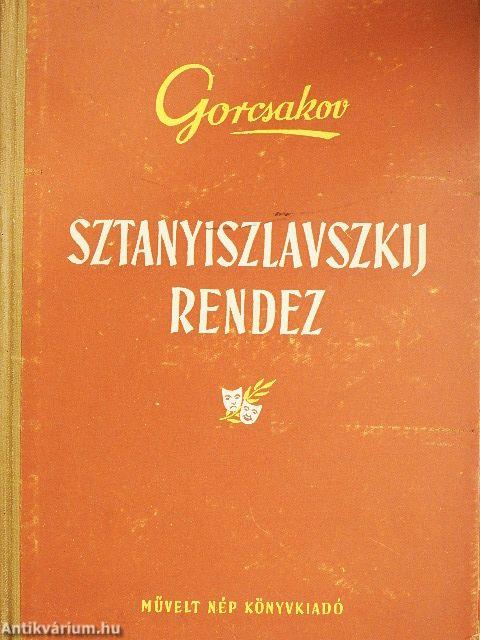 Gorcsakov
SZTANYiSZLAVSZKIJ
RENDEZ
MŰVELT NÉP KÖNYVKIADÓ
Antikvárium.hu